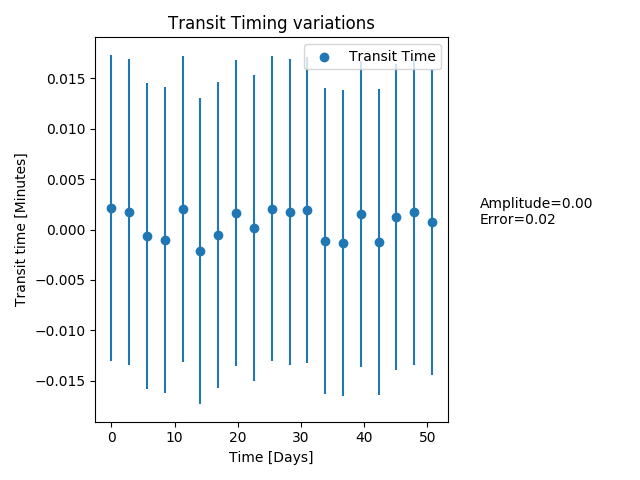 Transit Timing variations
Transit Time
0.015
0.010
0.005
0.000
−0.005
−0.010
−0.015
Transit time [Minutes]
0
10
20
30
40
50
Time [Days]
Amplitude=0.00
Error=0.02